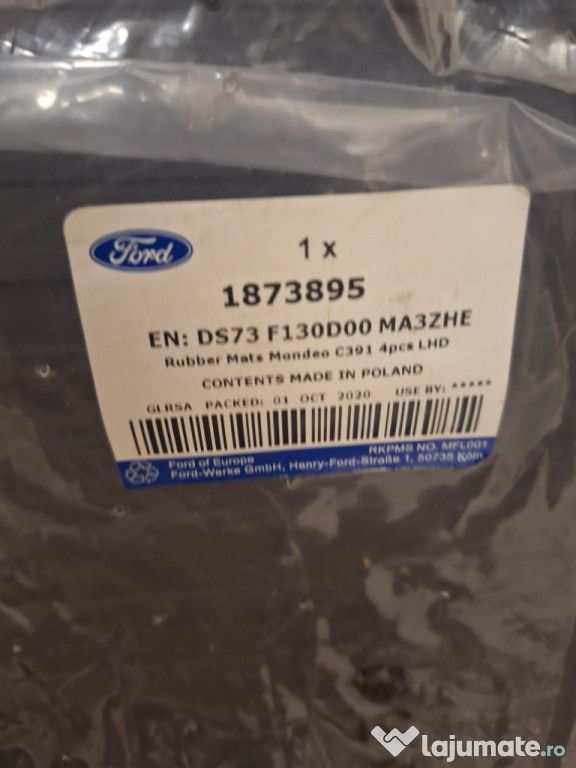 Ford
1 x
1873895
EN: DS73 F130D00 MA3ZHE
Rubber Mats Mondeo C391 4pcs LHD
CONTENTS MADE IN POLAND
GLRSA PACKED: 01 OCT 2020 USE BY: *****
RKPMS NO. MFL001
Ford of Europe
Ford-Werke GmbH, Henry-Ford-Straße 1, 50735 Köln
lajumate.ro